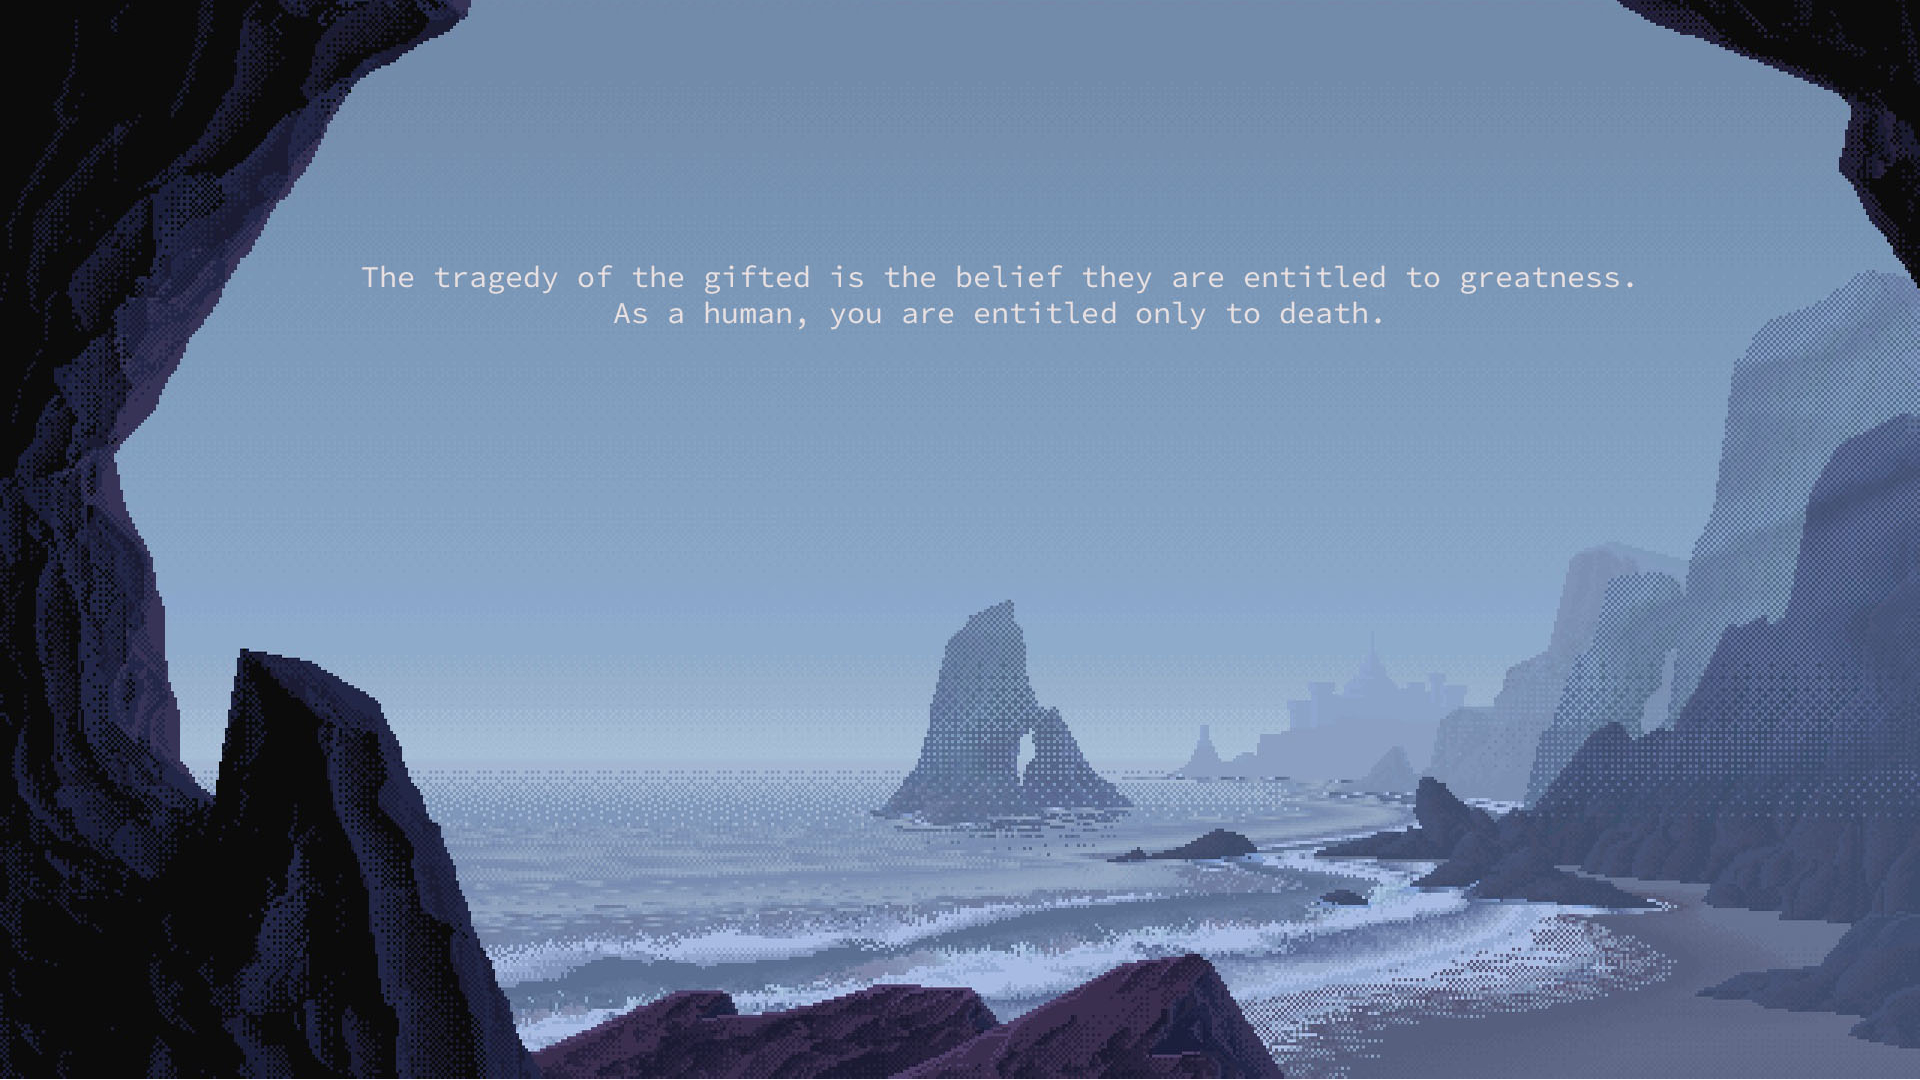 The tragedy of the gifted is the belief they are entitled to greatness.
As a human, you are entitled only to death.